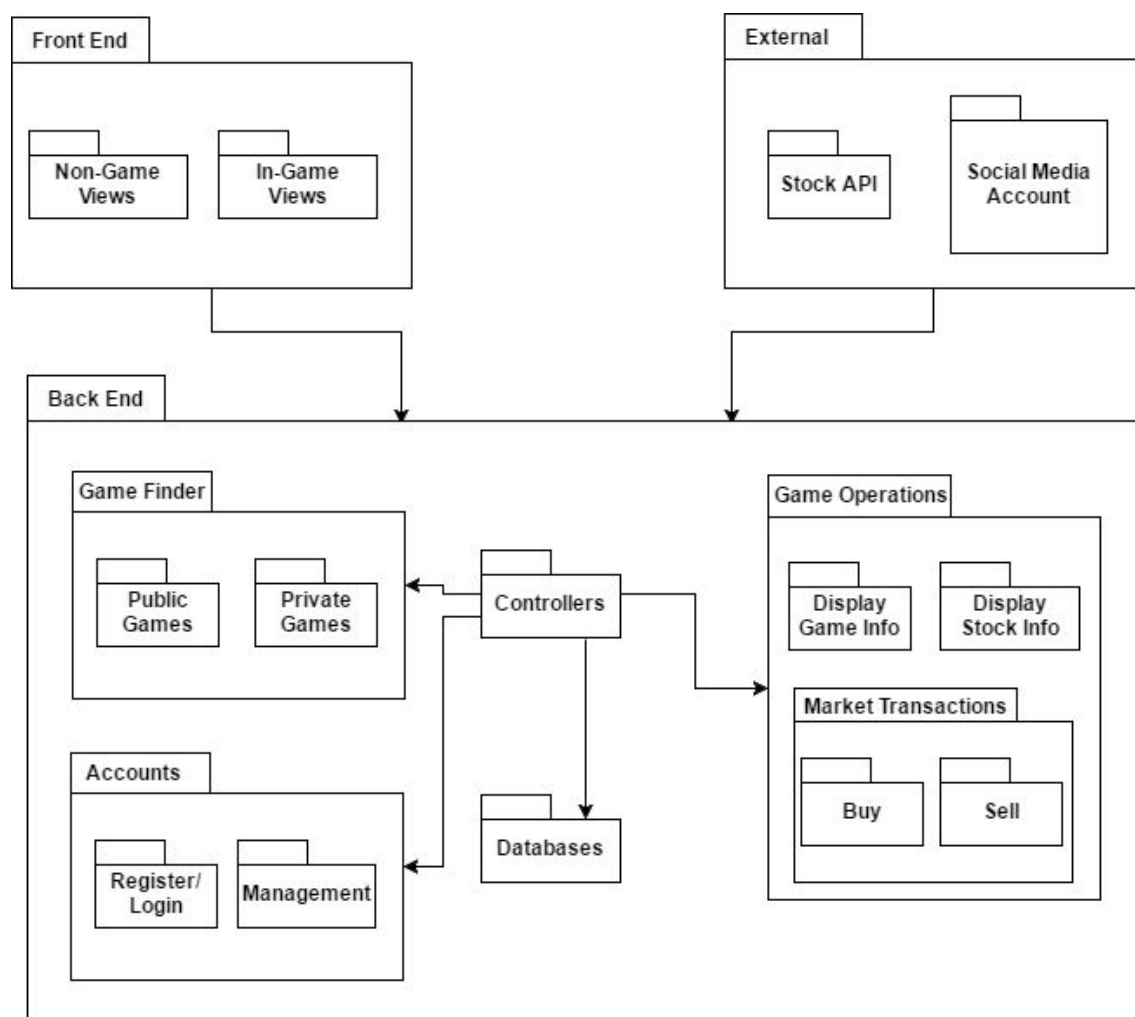 Front End
Non-Game
Views
In-Game
Views
External
Stock API
Social Media
Account
Back End
Game Finder
Public
Games
Private
Games
Controllers
Game Operations
Display
Game Info
Display
Stock Info
Market Transactions
Buy
Sell
Accounts
Register/
Login
Management
Databases